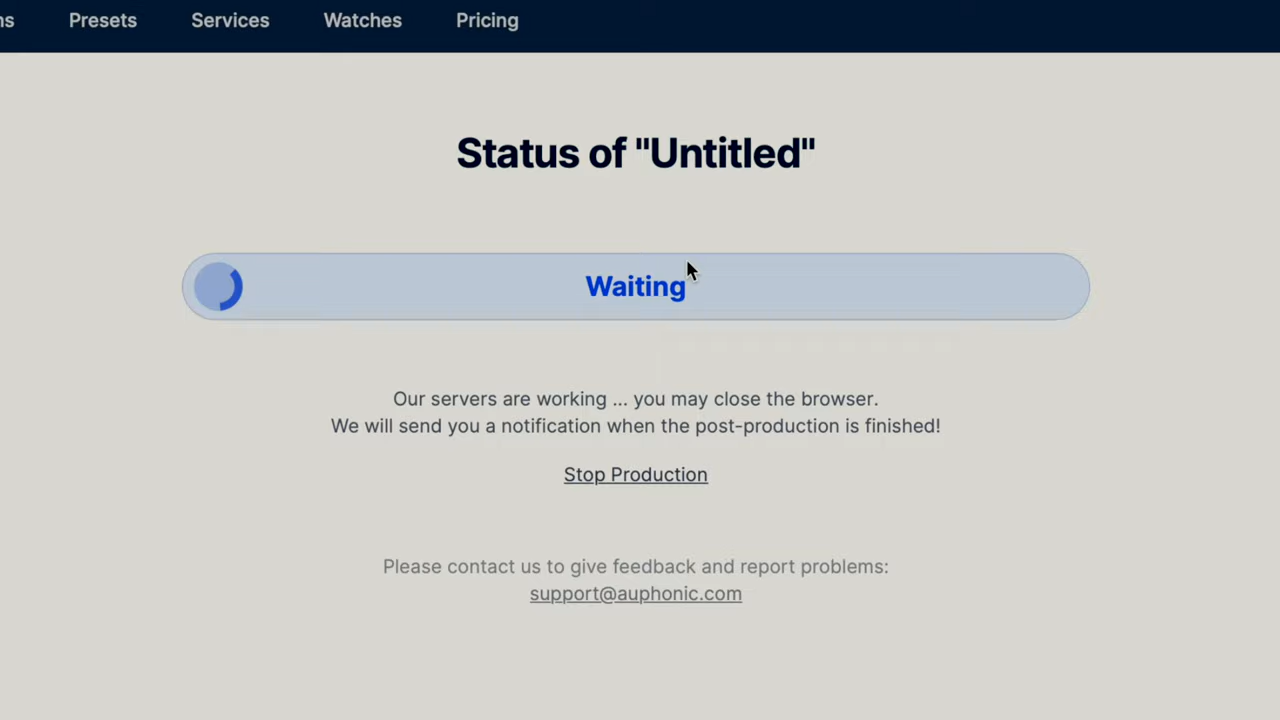 ns Presets Services Watches Pricing
Status of "Untitled"
Waiting
Our servers are working ... you may close the browser.
We will send you a notification when the post-production is finished!
Stop Production
Please contact us to give feedback and report problems:
support@auphonic.com